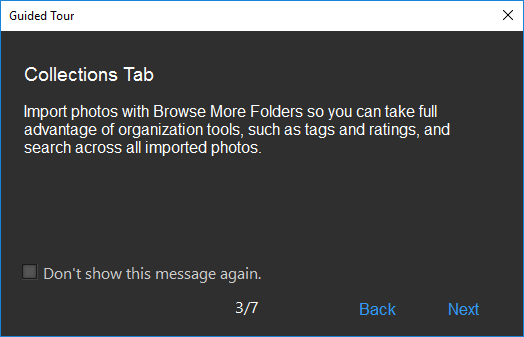 Guided Tour
Collections Tab
Import photos with Browse More Folders so you can take full
advantage of organization tools, such as tags and ratings, and
search across all imported photos.
Don't show this message again.
3/7
Back
Next